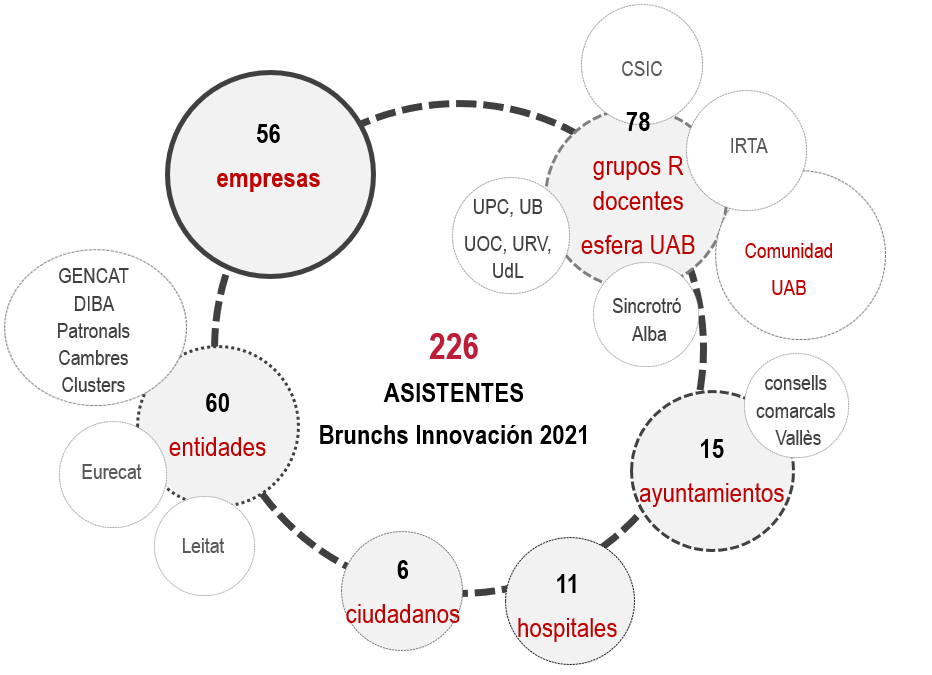 56
empresas
CSIC
78
grupos R
docentes
esfera UAB
IRTA
UPC, UB
UOC, URV,
UdL
Comunidad
UAB
Sincrotró
Alba
GENCAT
DIBA
Patronals
Cambres
Clusters
60
entidades
Eurecat
Leitat
226
ASISTENTES
Brunchs Innovación 2021
consells
comarcals
Vallès
15
ayuntamientos
6
ciudadanos
11
hospitales